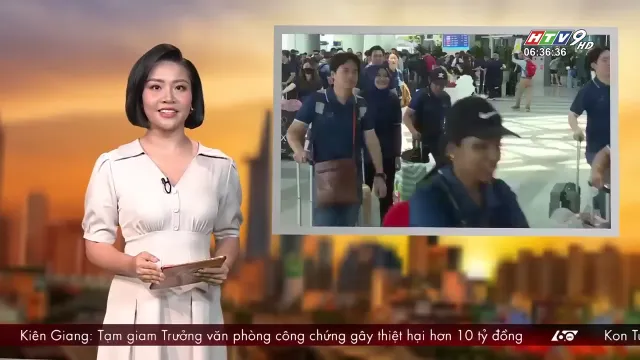 HTV9 HD
06:36:36
Kiên Giang: Tạm giam Trưởng văn phòng công chứng gây thiệt hại hơn 10 tỷ đồng
Kon T